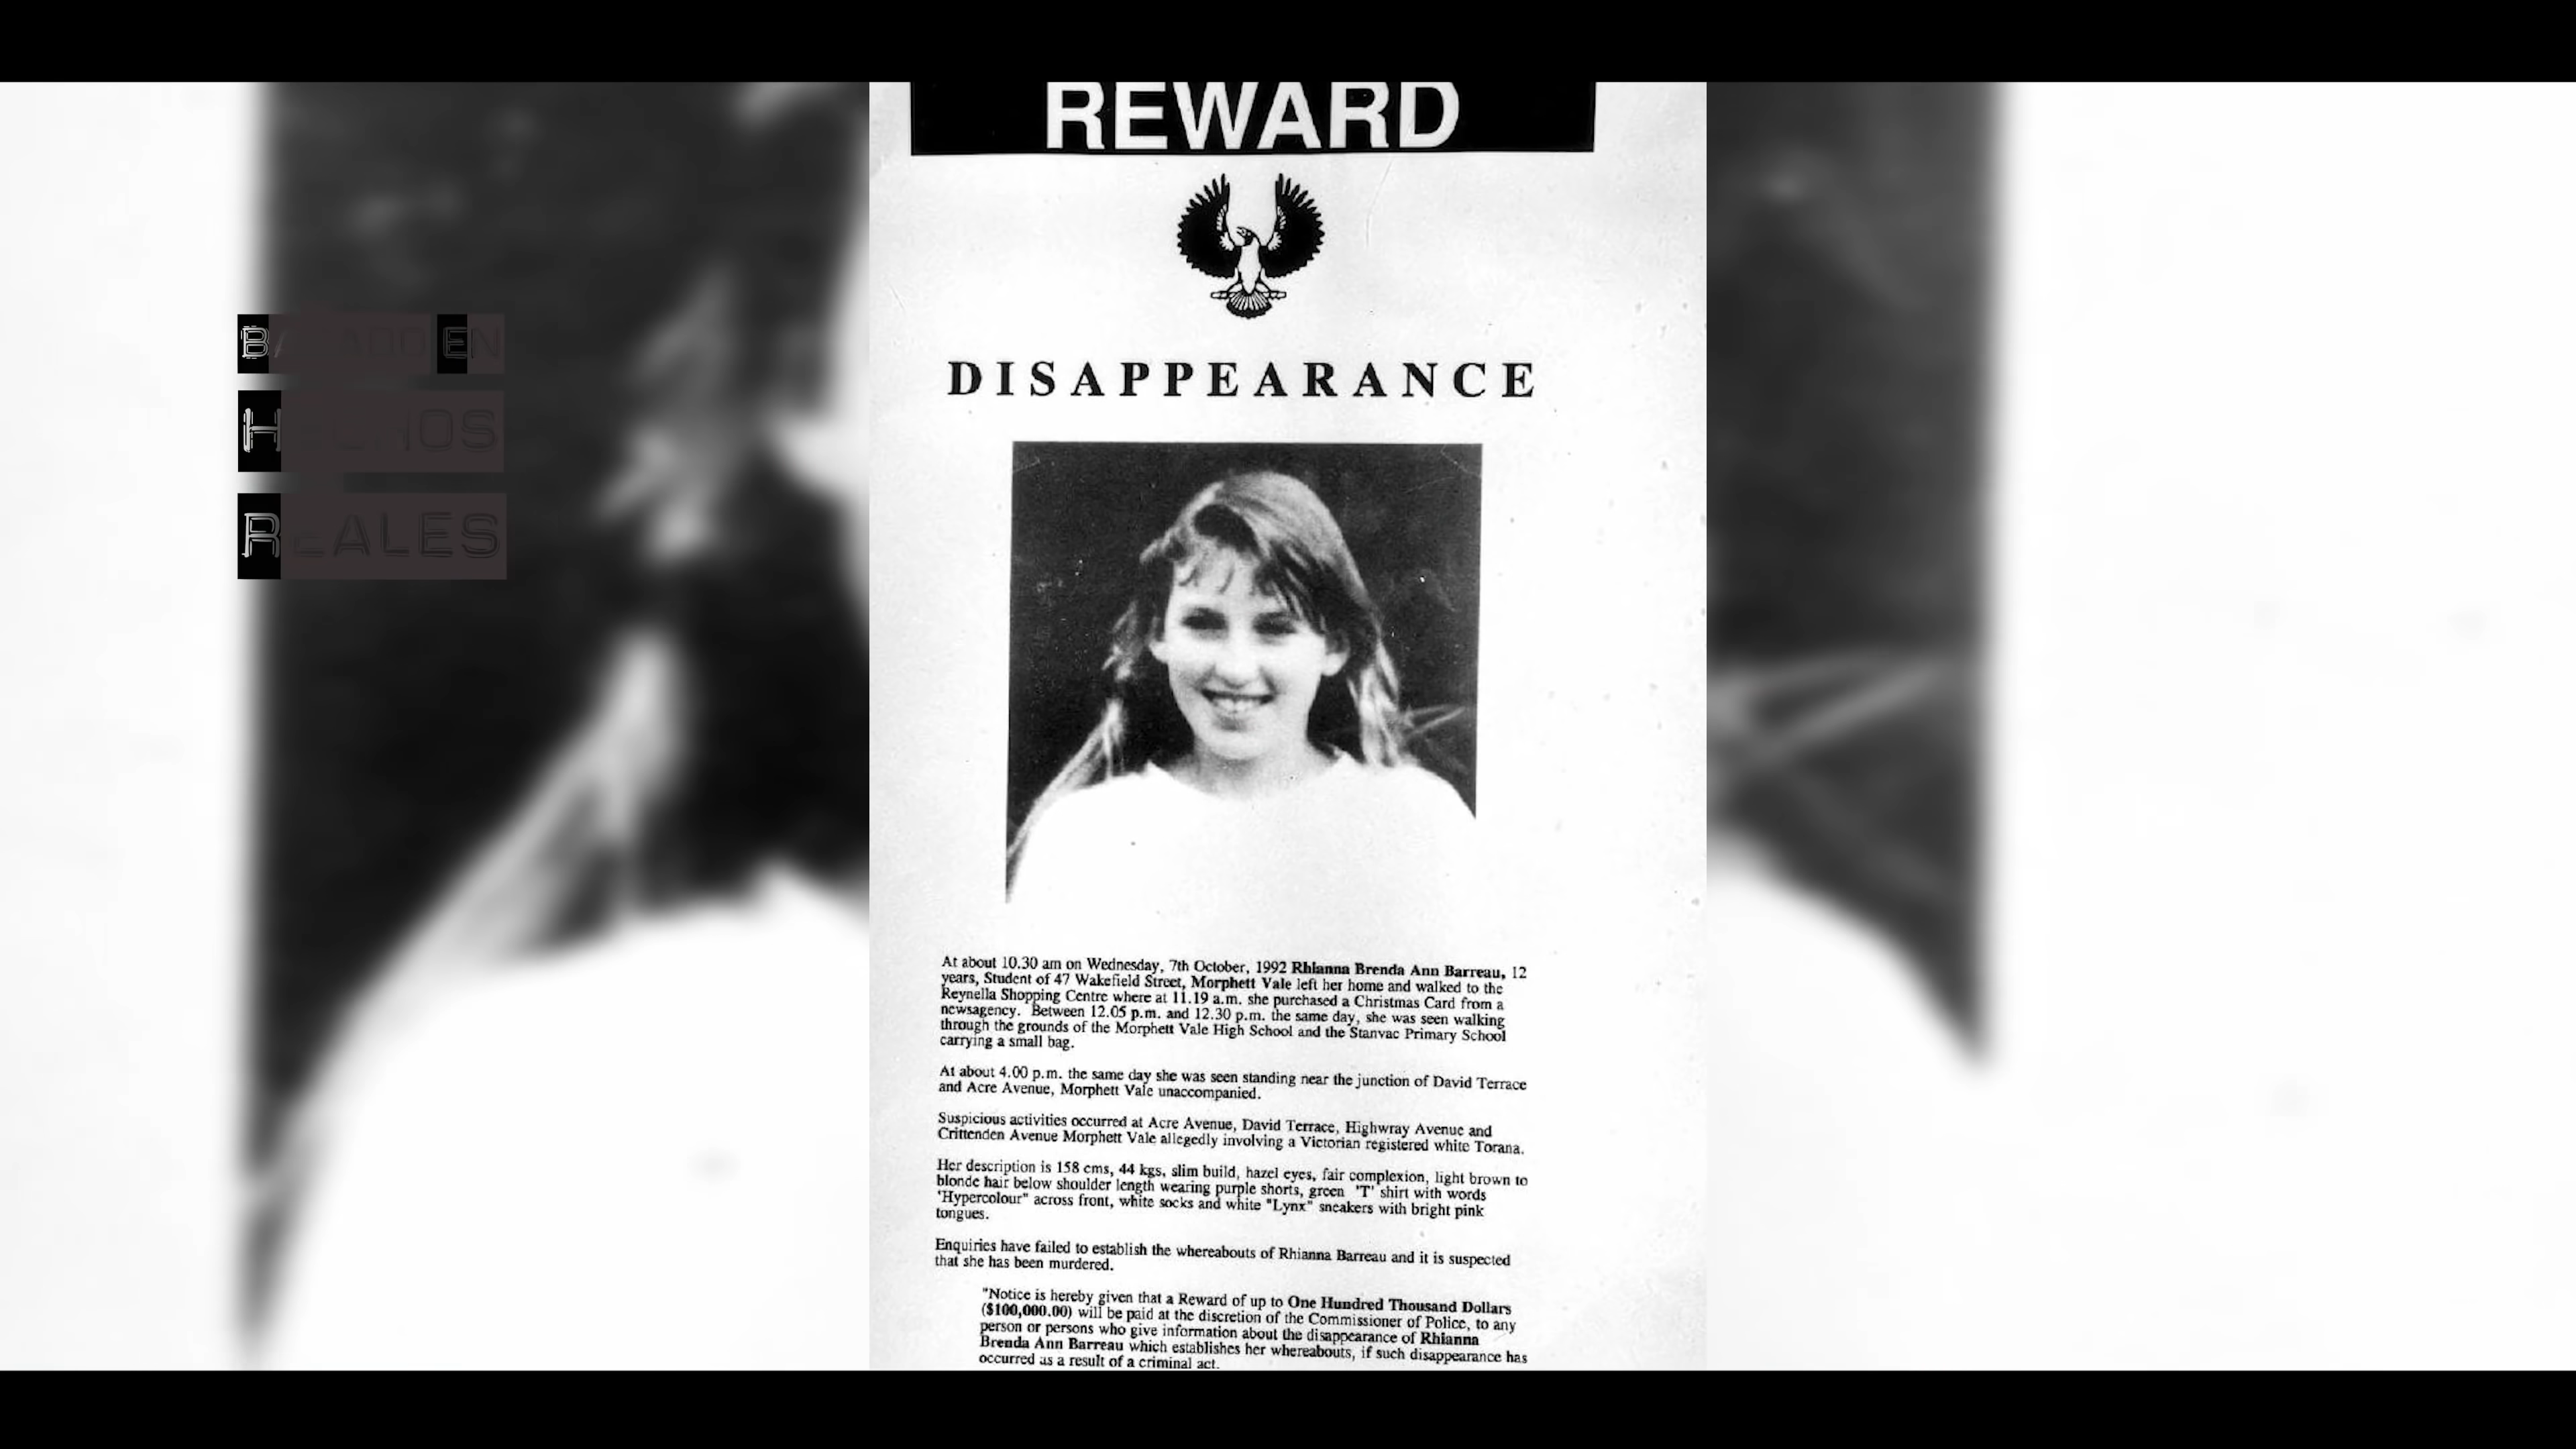 REWARD
DISAPPEARANCE
EN
REALES
At about 10.30 am on Wednesday, 7th October, 1992 Rhianna Brenda Ann Barreau, 12
years, Student of 47 Wakefield Street, Morphett Vale left her home and walked to the
Reynella Shopping Centre where at 11.19 a.m. she purchased a Christmas Card from a
newsagency. Between 12.05 p.m. and 12.30 p.m. the same day, she was seen walking
through the grounds of the Morphett Vale High School and the Stanvac Primary School
carrying a small bag.
At about 4.00 p.m. the same day she was seen standing near the junction of David Terrace
and Acre Avenue, Morphett Vale unaccompanied.
Suspicious activities occurred at Acre Avenue, David Terrace, Highwray Avenue and
Crittenden Avenue Morphett Vale allegedly involving a Victorian registered white Torana.
Her description is 158 cms, 44 kgs, slim build, hazel eyes, fair complexion, light brown to
blonde hair below shoulder length wearing purple shorts, green 'T' shirt with words
'Hypercolour" across front, white socks and white "Lynx" sneakers with bright pink
tongues.
Enquiries have failed to establish the whereabouts of Rhianna Barreau and it is suspected
that she has been murdered.
"Notice is hereby given that a Reward of up to One Hundred Thousand Dollars
($100,000.00) will be paid at the discretion of the Commissioner of Police, to any
person or persons who give information about the disappearance of Rhianna
Brenda Ann Barreau which establishes her whereabouts, if such disappearance has
occurred as a result of a criminal act.